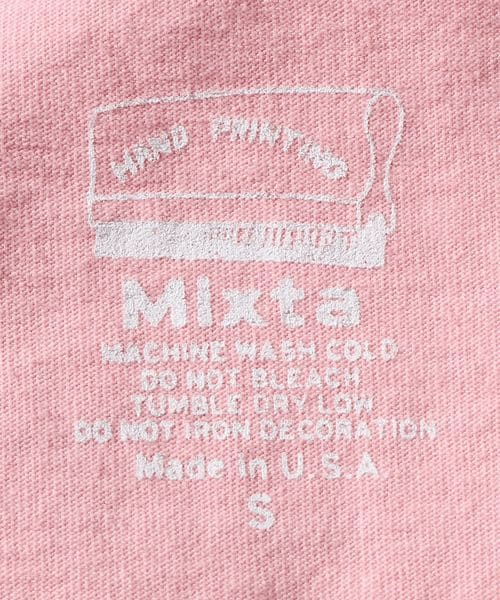 HAND PRINTING
Mixta
MACHINE WASH COLD
DO NOT BLEACH
TUMBLE DRY LOW
DO NOT IRON DECORATION
Made in U.S.A.
S